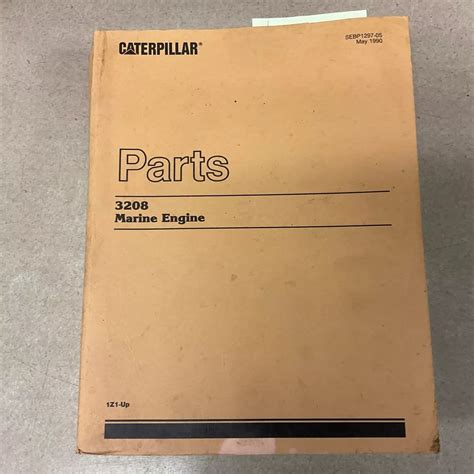 CATERPILLAR®
SEBP1297-05
May 1990
Parts
3208
Marine Engine
1Z1-Up